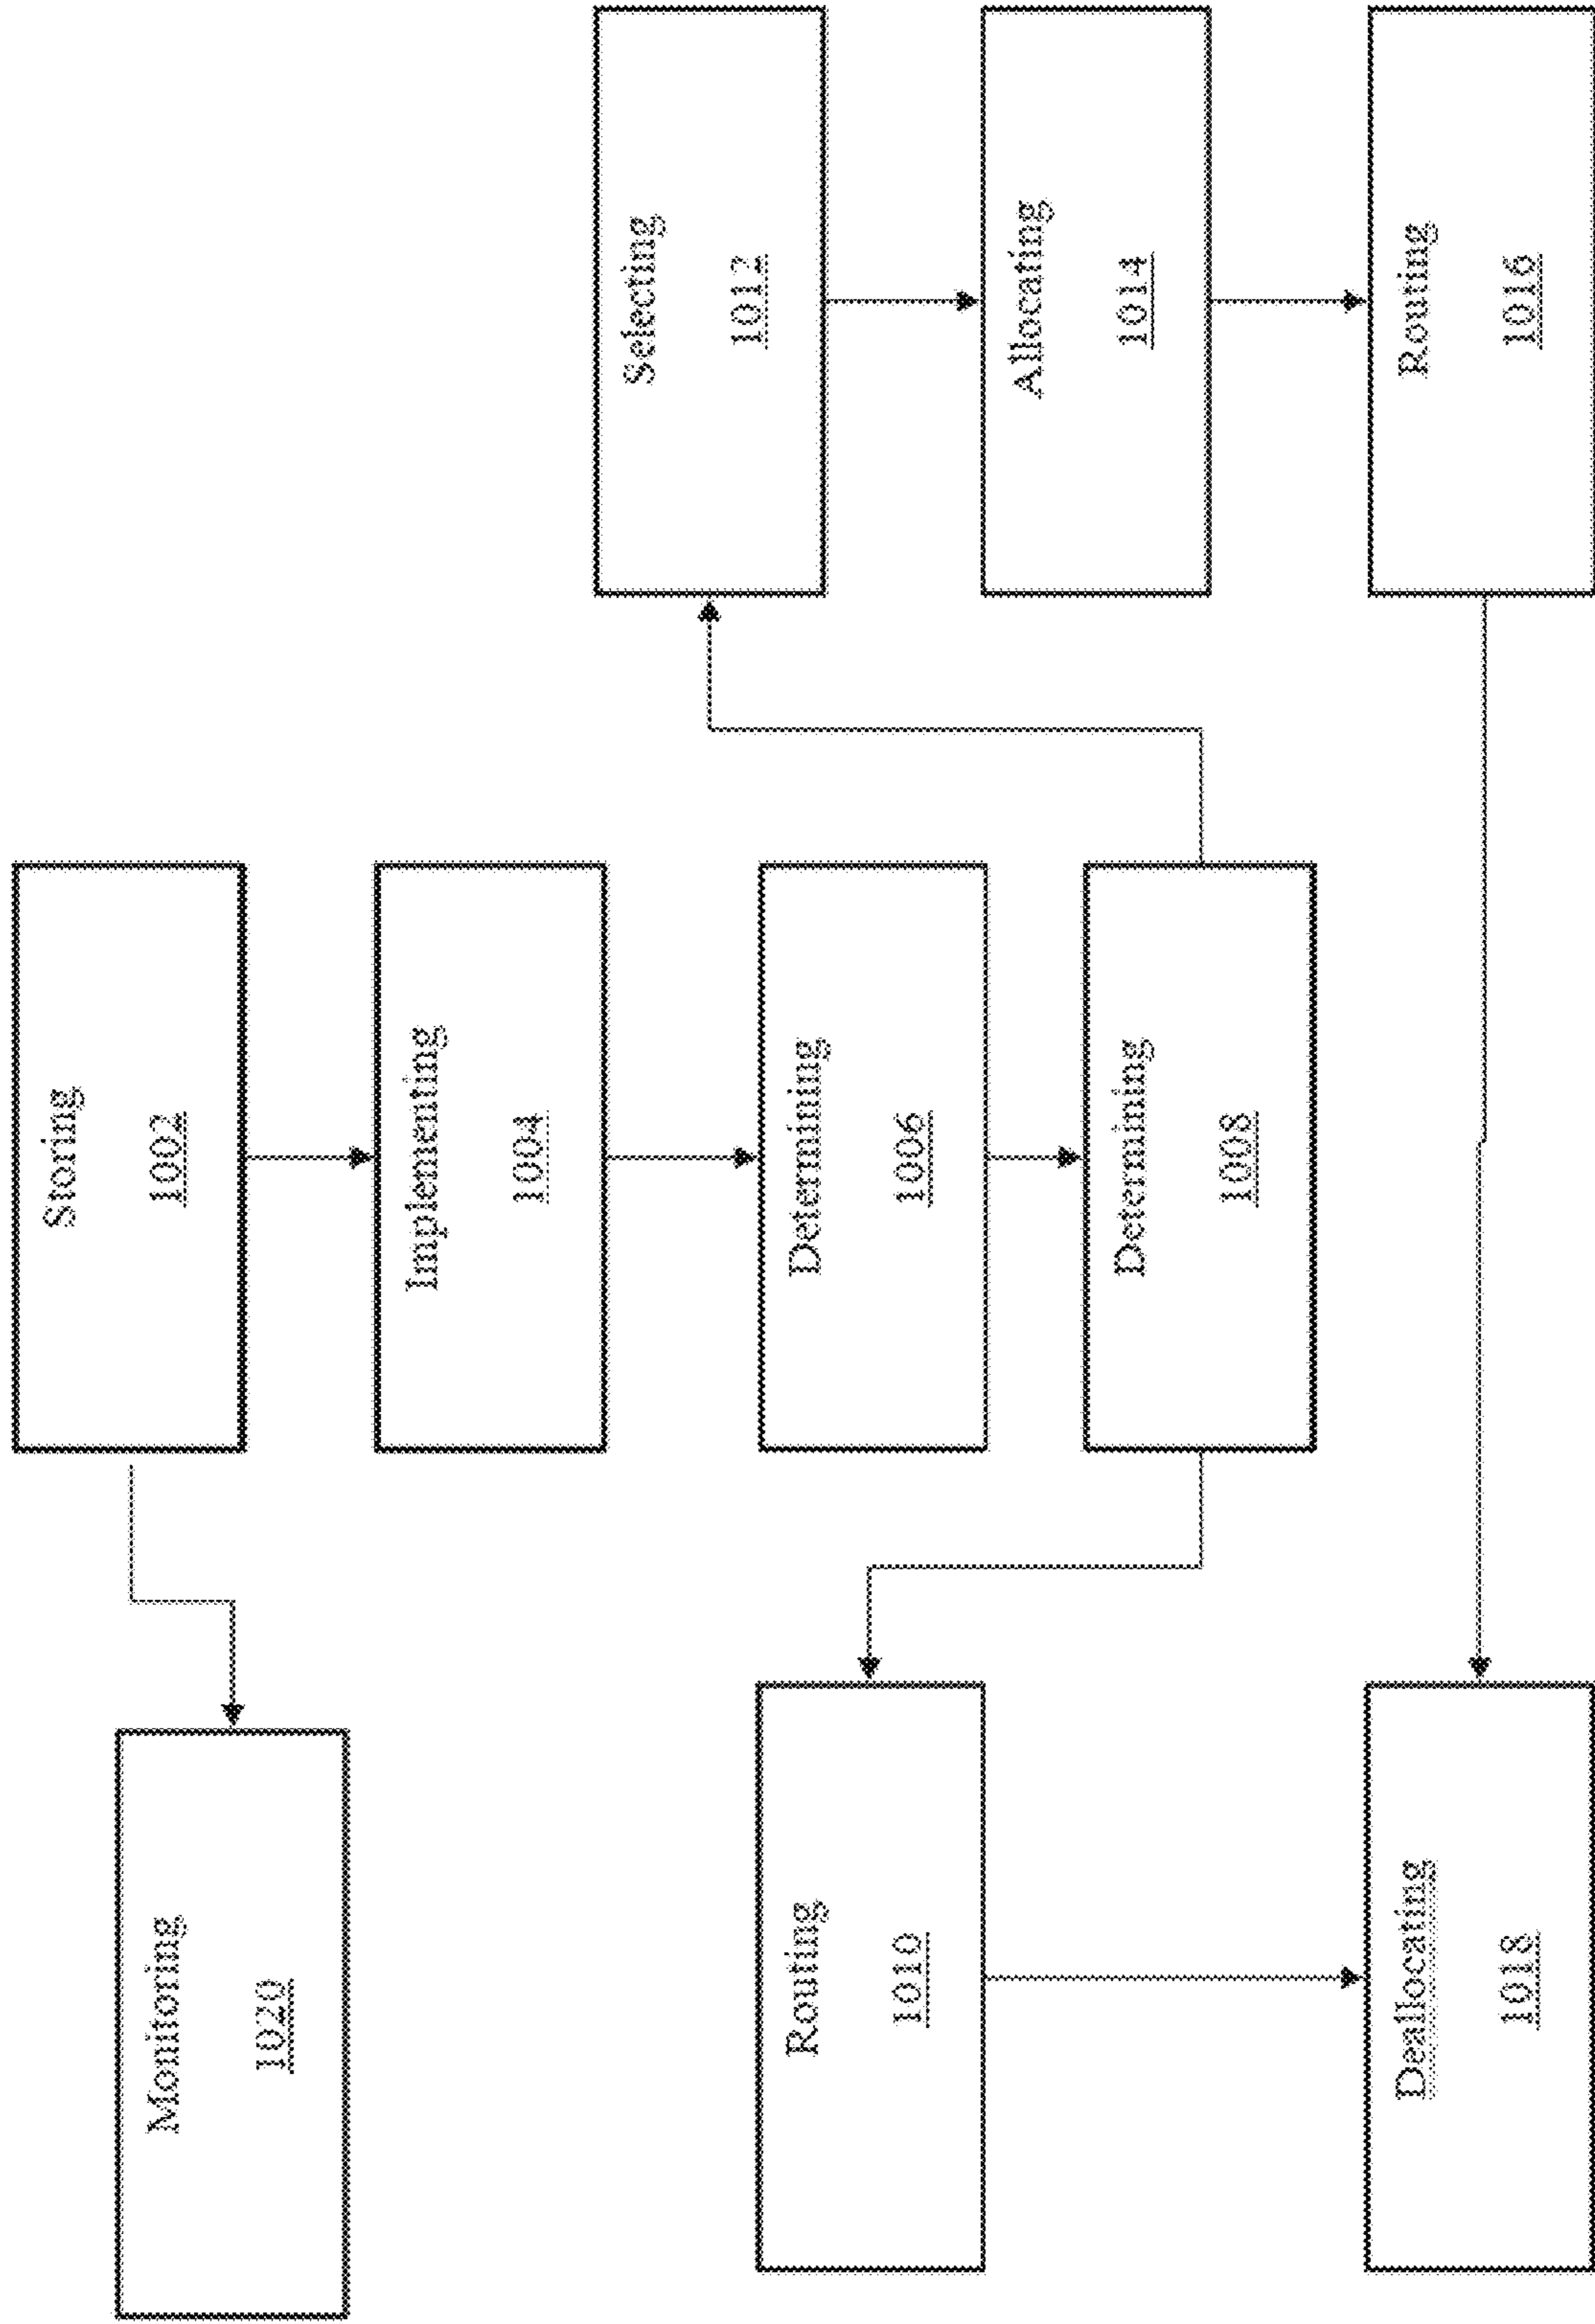 Storing
1002
Implementing
1004
Determining
1006
Determining
1008
Routing
1010
Selecting
1012
Allocating
1014
Routing
1016
Deallocating
1018
Monitoring
1020